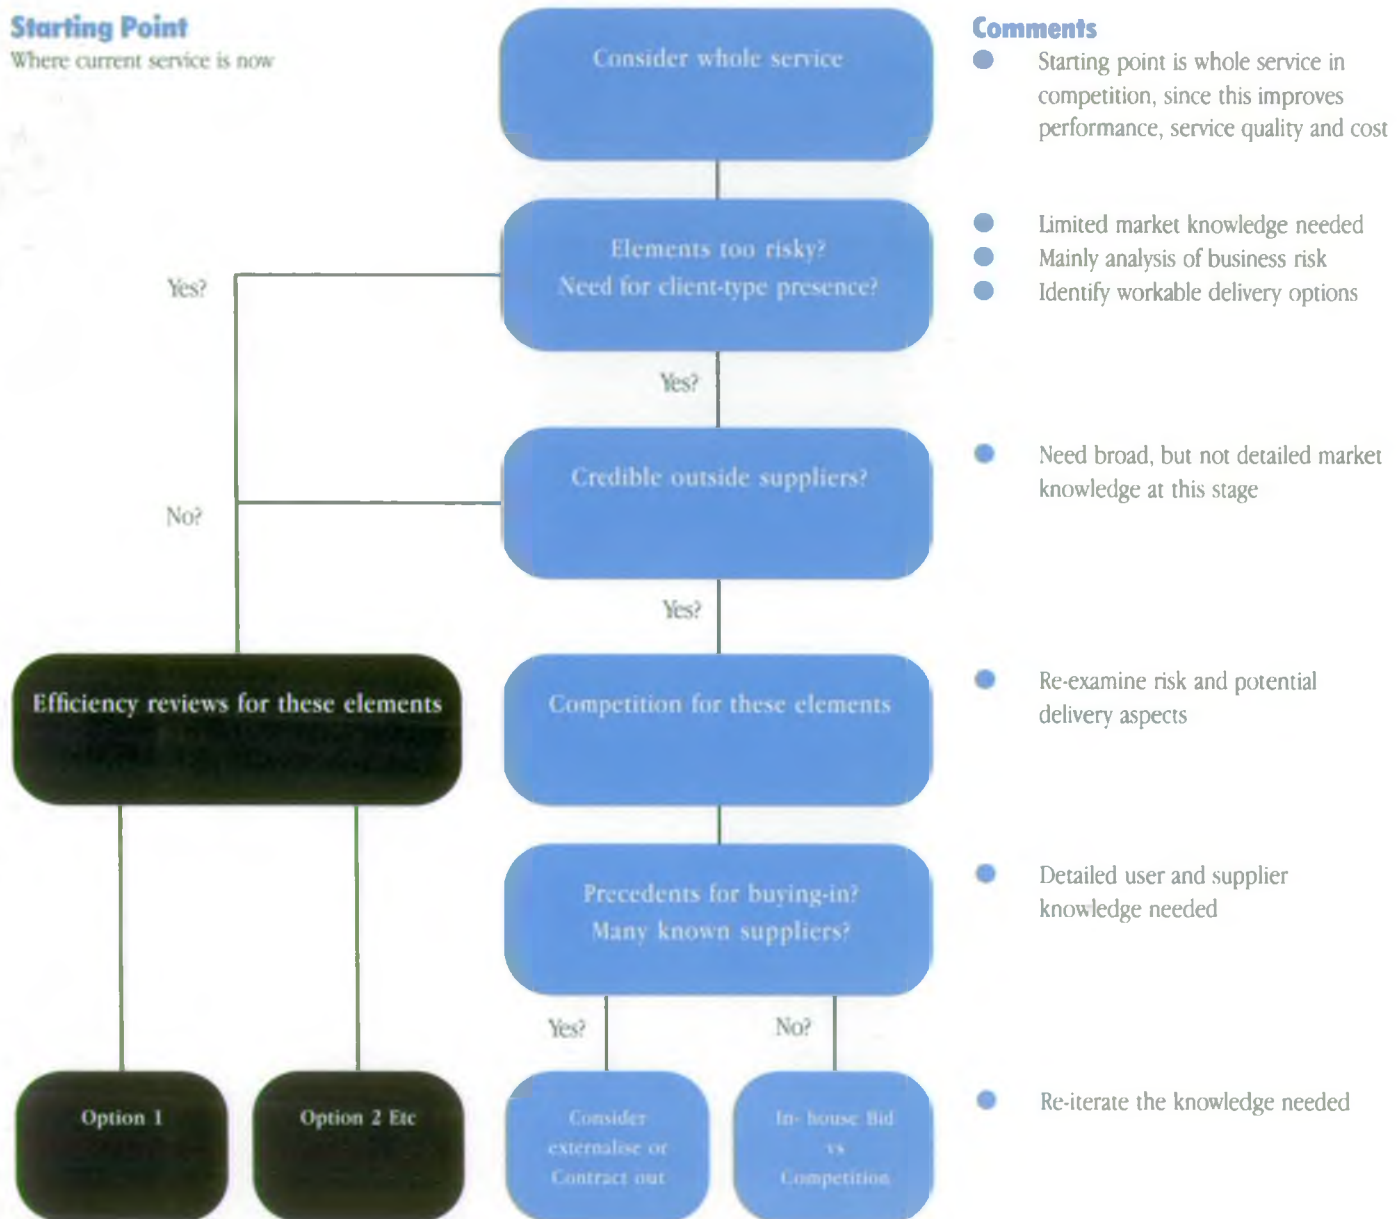 Starting Point
Where current service is now
Consider whole service
Comments
Starting point is whole service in
competition, since this improves
performance, service quality and cost
Elements too risky?
Need for client-type presence?
Limited market knowledge needed
Mainly analysis of business risk
Identify workable delivery options
Yes?
Yes?
Credible outside suppliers?
Need broad, but not detailed market
knowledge at this stage
No?
Yes?
Efficiency reviews for these elements
Competition for these elements
Re-examine risk and potential
delivery aspects
Precedents for buying-in?
Many known suppliers?
Detailed user and supplier
knowledge needed
Yes?
No?
Option 1
Option 2 Etc
Consider
externalise or
Contract out
In- house Bid
vs
Competition
Re-iterate the knowledge needed